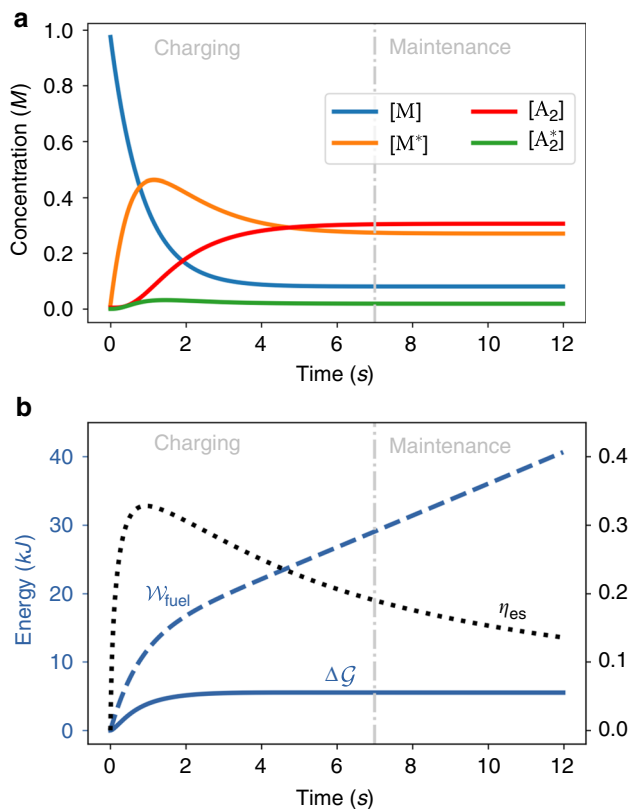 a
Charging Maintenance
Concentration (M)
1.0
0.8
0.6
0.4
0.2
0.0
[M] [A₂]
[M*] [A₂*]
0 2 4 6 8 10 12
Time (s)
b
Charging Maintenance
Energy (kJ)
40
30
20
10
0
0.4
0.3
0.2
0.1
0.0
𝒲fuel
ηes
Δ𝒢
0 2 4 6 8 10 12
Time (s)